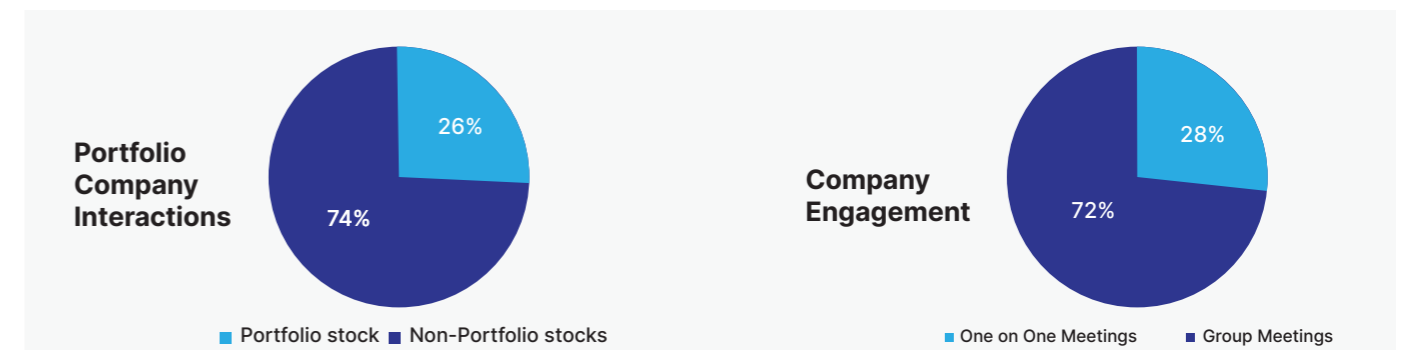 Portfolio
Company
Interactions
26%
74%
Portfolio stock Non-Portfolio stocks
Company
Engagement
28%
72%
One on One Meetings Group Meetings